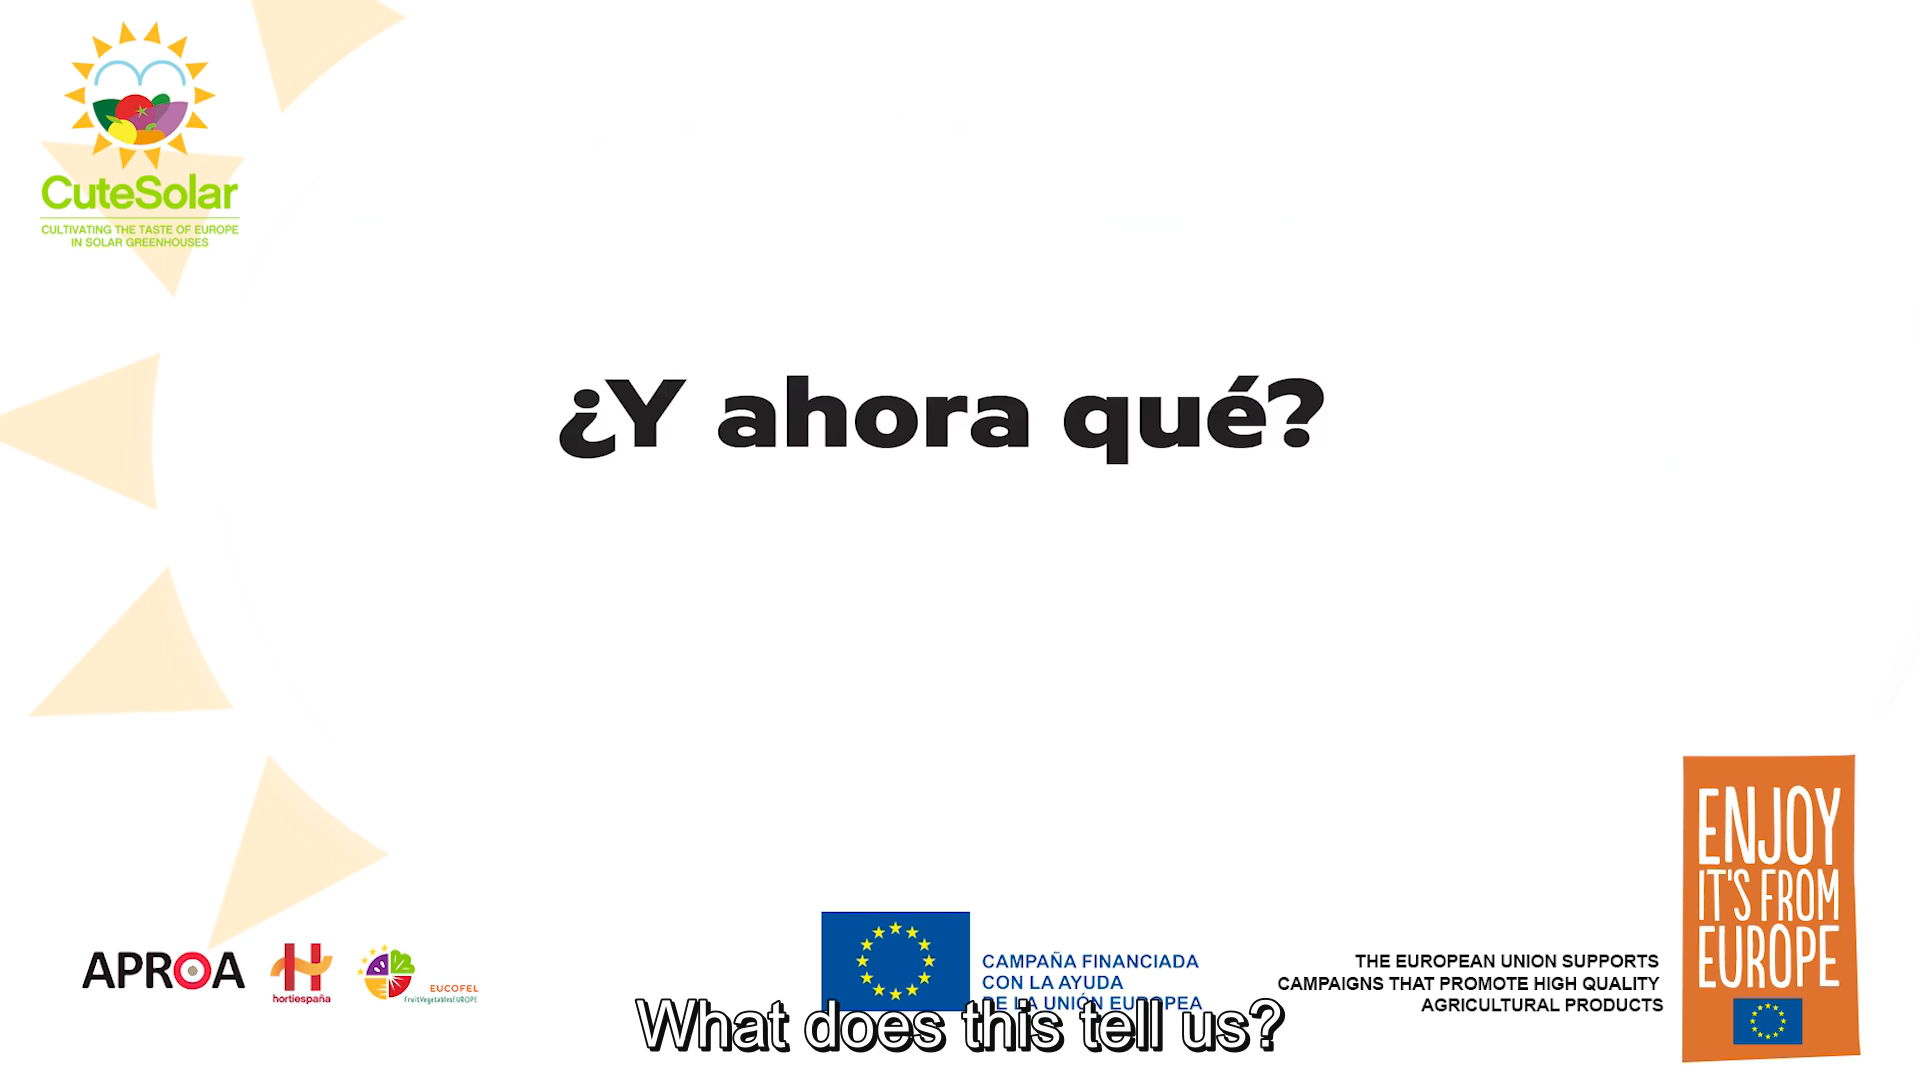 CuteSolar
CULTIVATING THE TASTE OF EUROPE
IN SOLAR GREENHOUSES
¿Y ahora qué?
ENJOY
IT'S FROM
EUROPE
APROA
hortiespaña
EUCOFEL
FruitVegetablesEUROPE
CAMPAÑA FINANCIADA
CON LA AYUDA
DE LA UNIÓN EUROPEA
THE EUROPEAN UNION SUPPORTS
CAMPAIGNS THAT PROMOTE HIGH QUALITY
AGRICULTURAL PRODUCTS
What does this tell us?